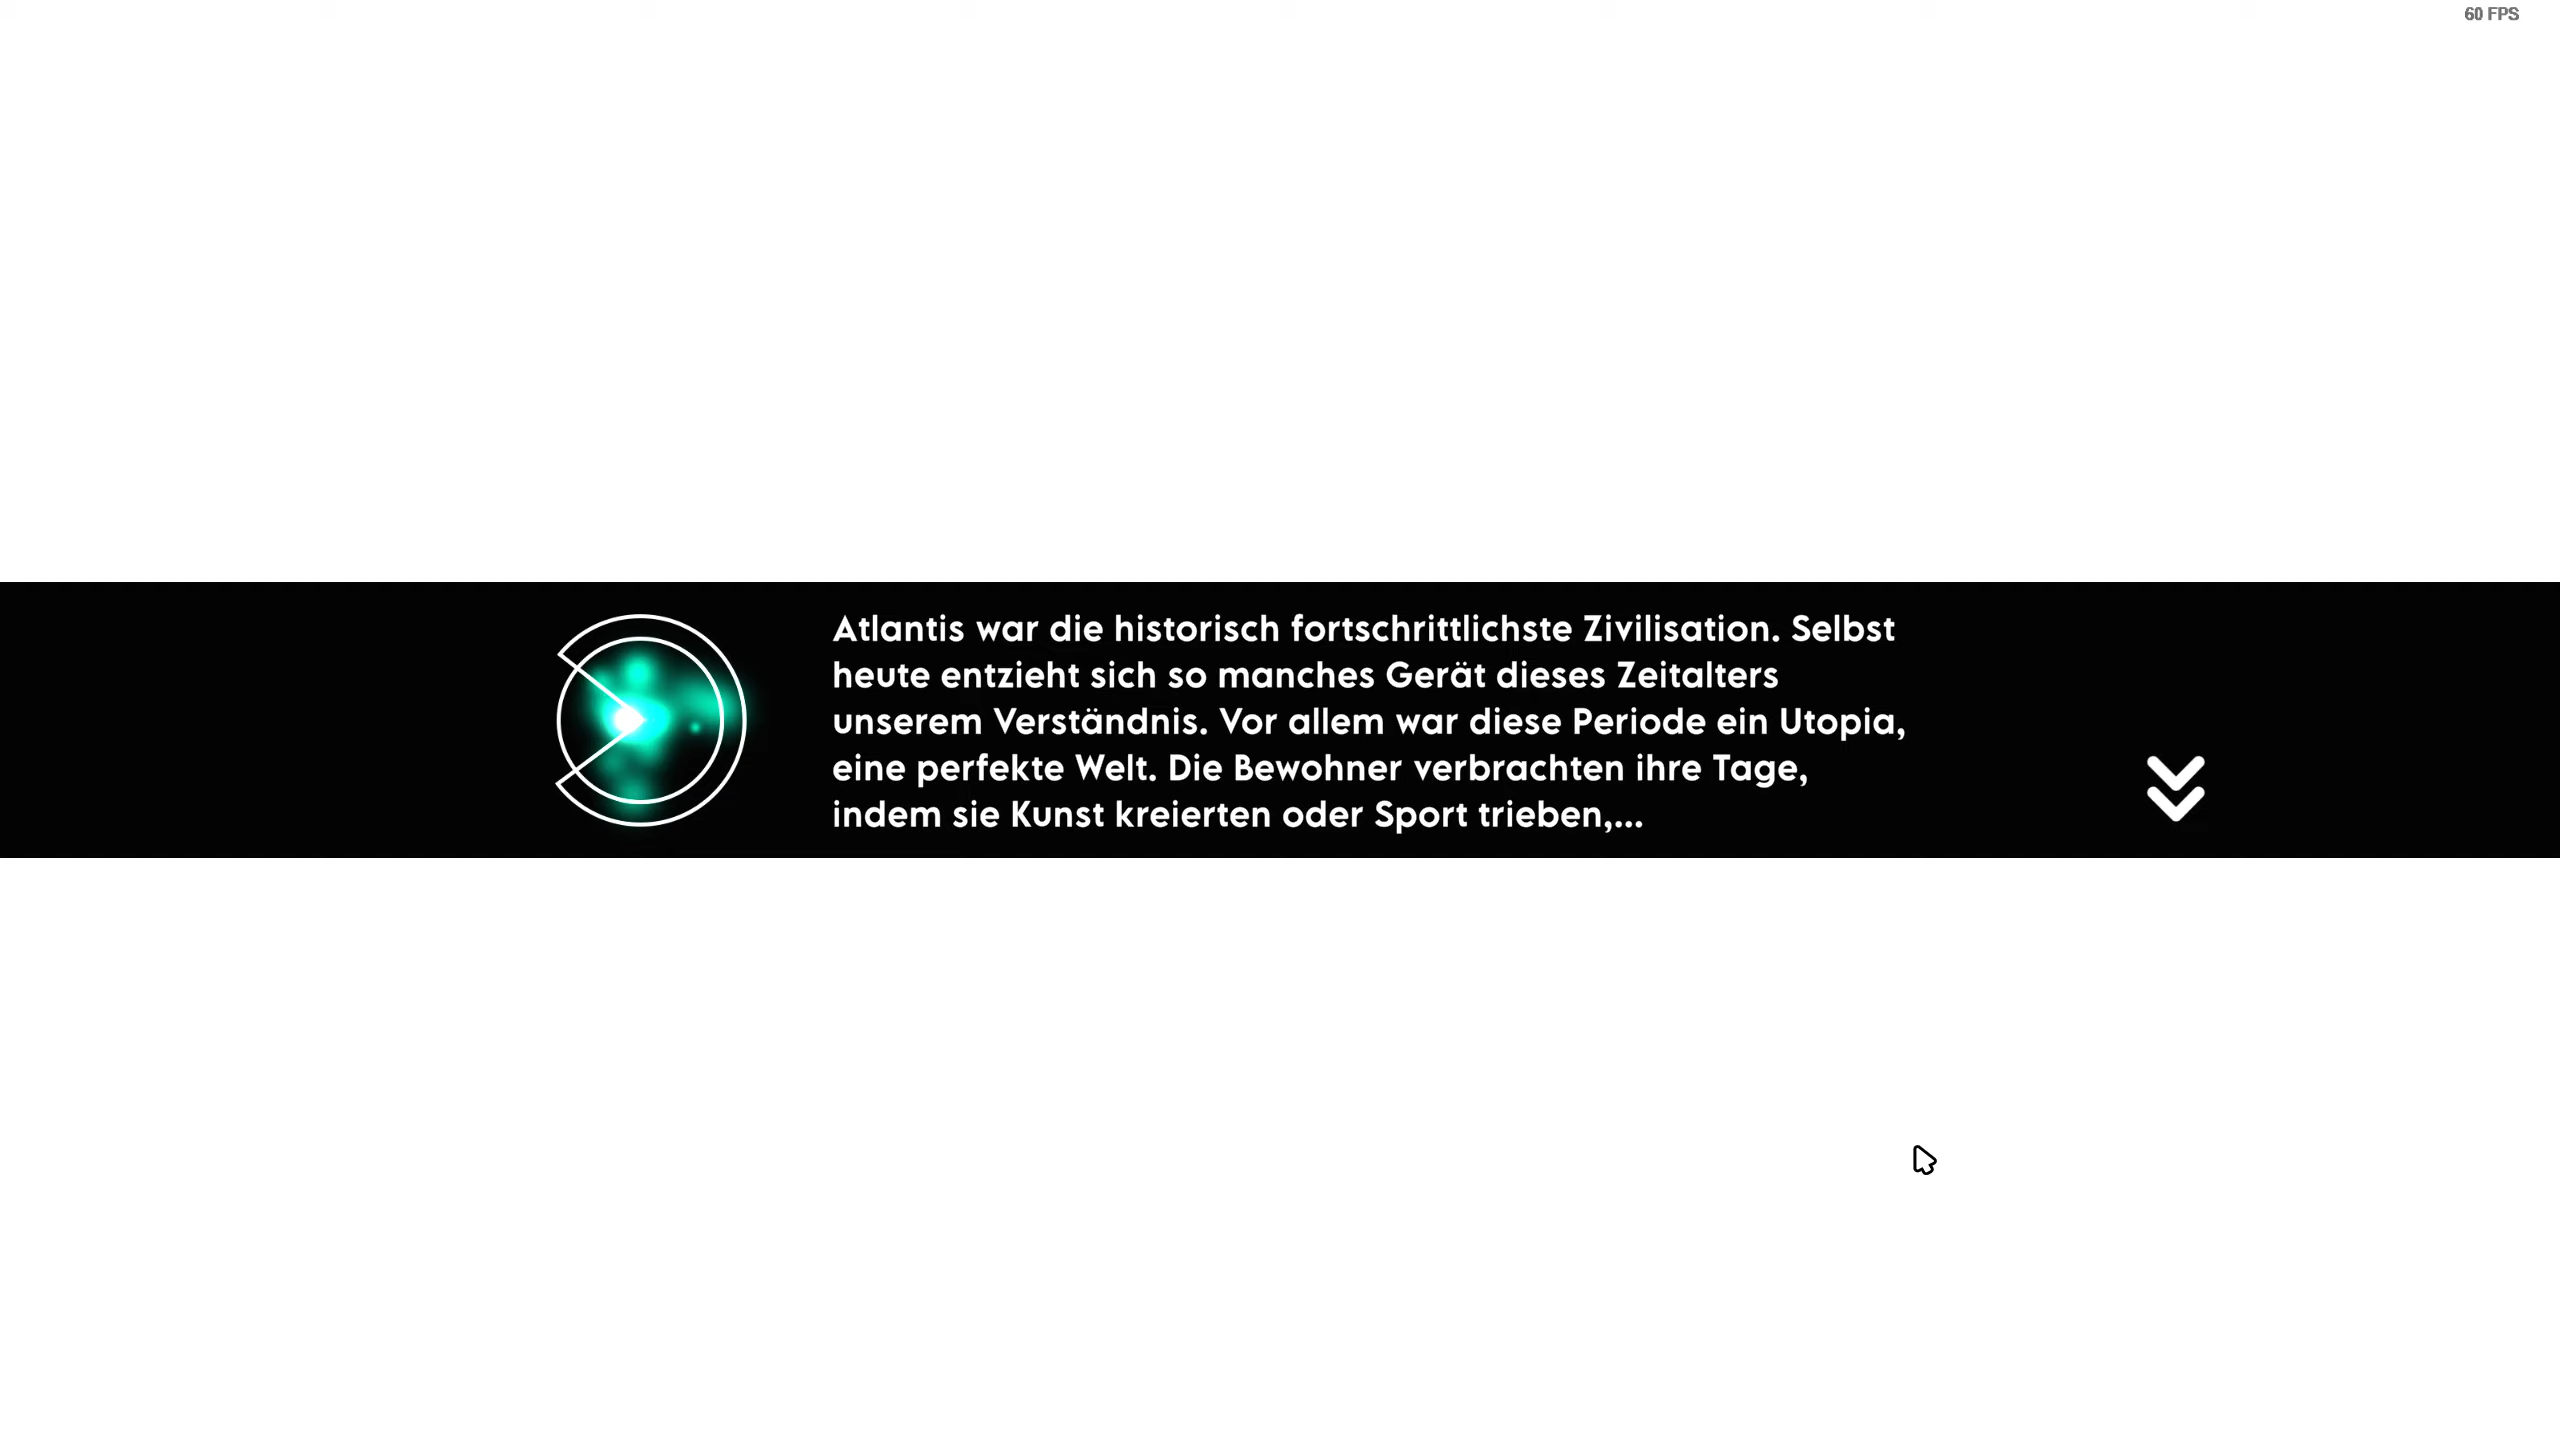 60 FPS
Atlantis war die historisch fortschrittlichste Zivilisation. Selbst
heute entzieht sich so manches Gerät dieses Zeitalters
unserem Verständnis. Vor allem war diese Periode ein Utopia,
eine perfekte Welt. Die Bewohner verbrachten ihre Tage,
indem sie Kunst kreierten oder Sport trieben,...